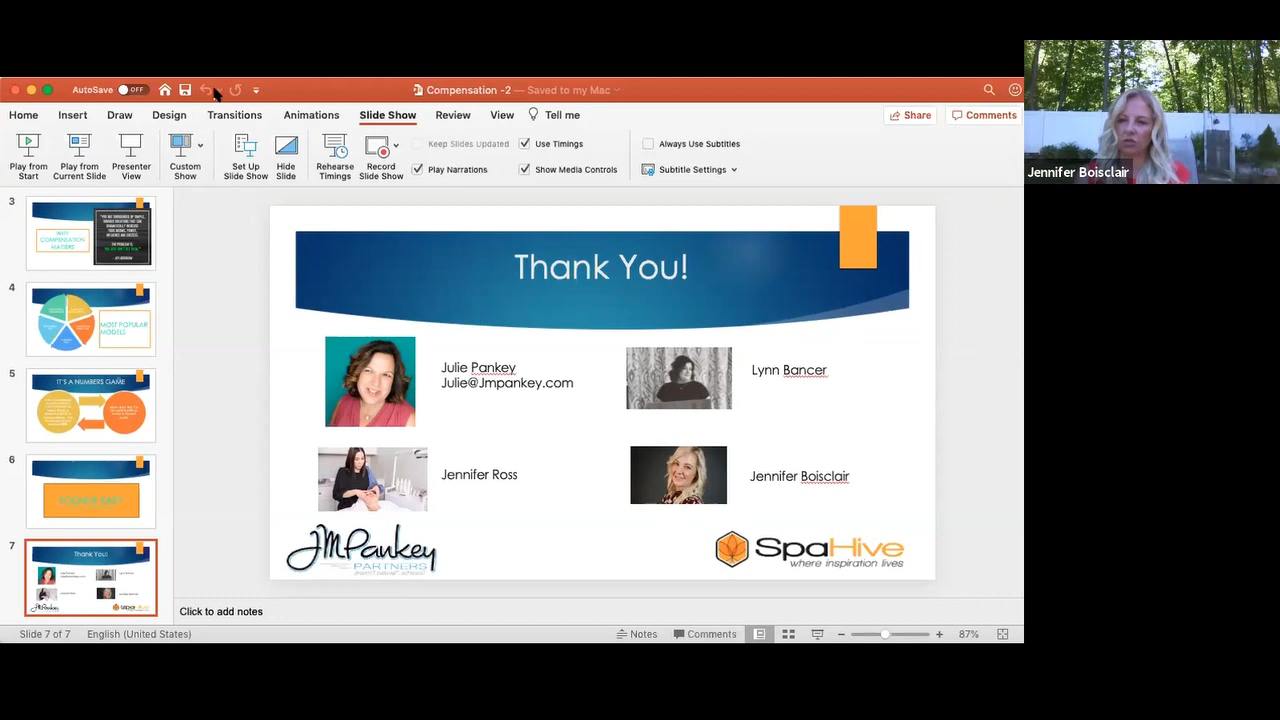 AutoSave OFF
Compensation -2 — Saved to my Mac
Home Insert Draw Design Transitions Animations Slide Show Review View Tell me
Share Comments
Play from Start
Play from Current Slide
Presenter View
Custom Show
Set Up Slide Show
Hide Slide
Rehearse Timings
Record Slide Show
Keep Slides Updated
Use Timings
Always Use Subtitles
Play Narrations
Show Media Controls
Subtitle Settings
Jennifer Boisclair
3
WHY
COMPENSATION
MATTERS
4
MOST POPULAR
MODELS
5
IT'S A NUMBERS GAME
6
7
Thank You!
Thank You!
Julie Pankey
Julie@Jmpankey.com
Lynn Bancer
Jennifer Ross
Jennifer Boisclair
JMPankey
PARTNERS
SpaHive
where inspiration lives
Click to add notes
Slide 7 of 7 English (United States)
Notes Comments
87%